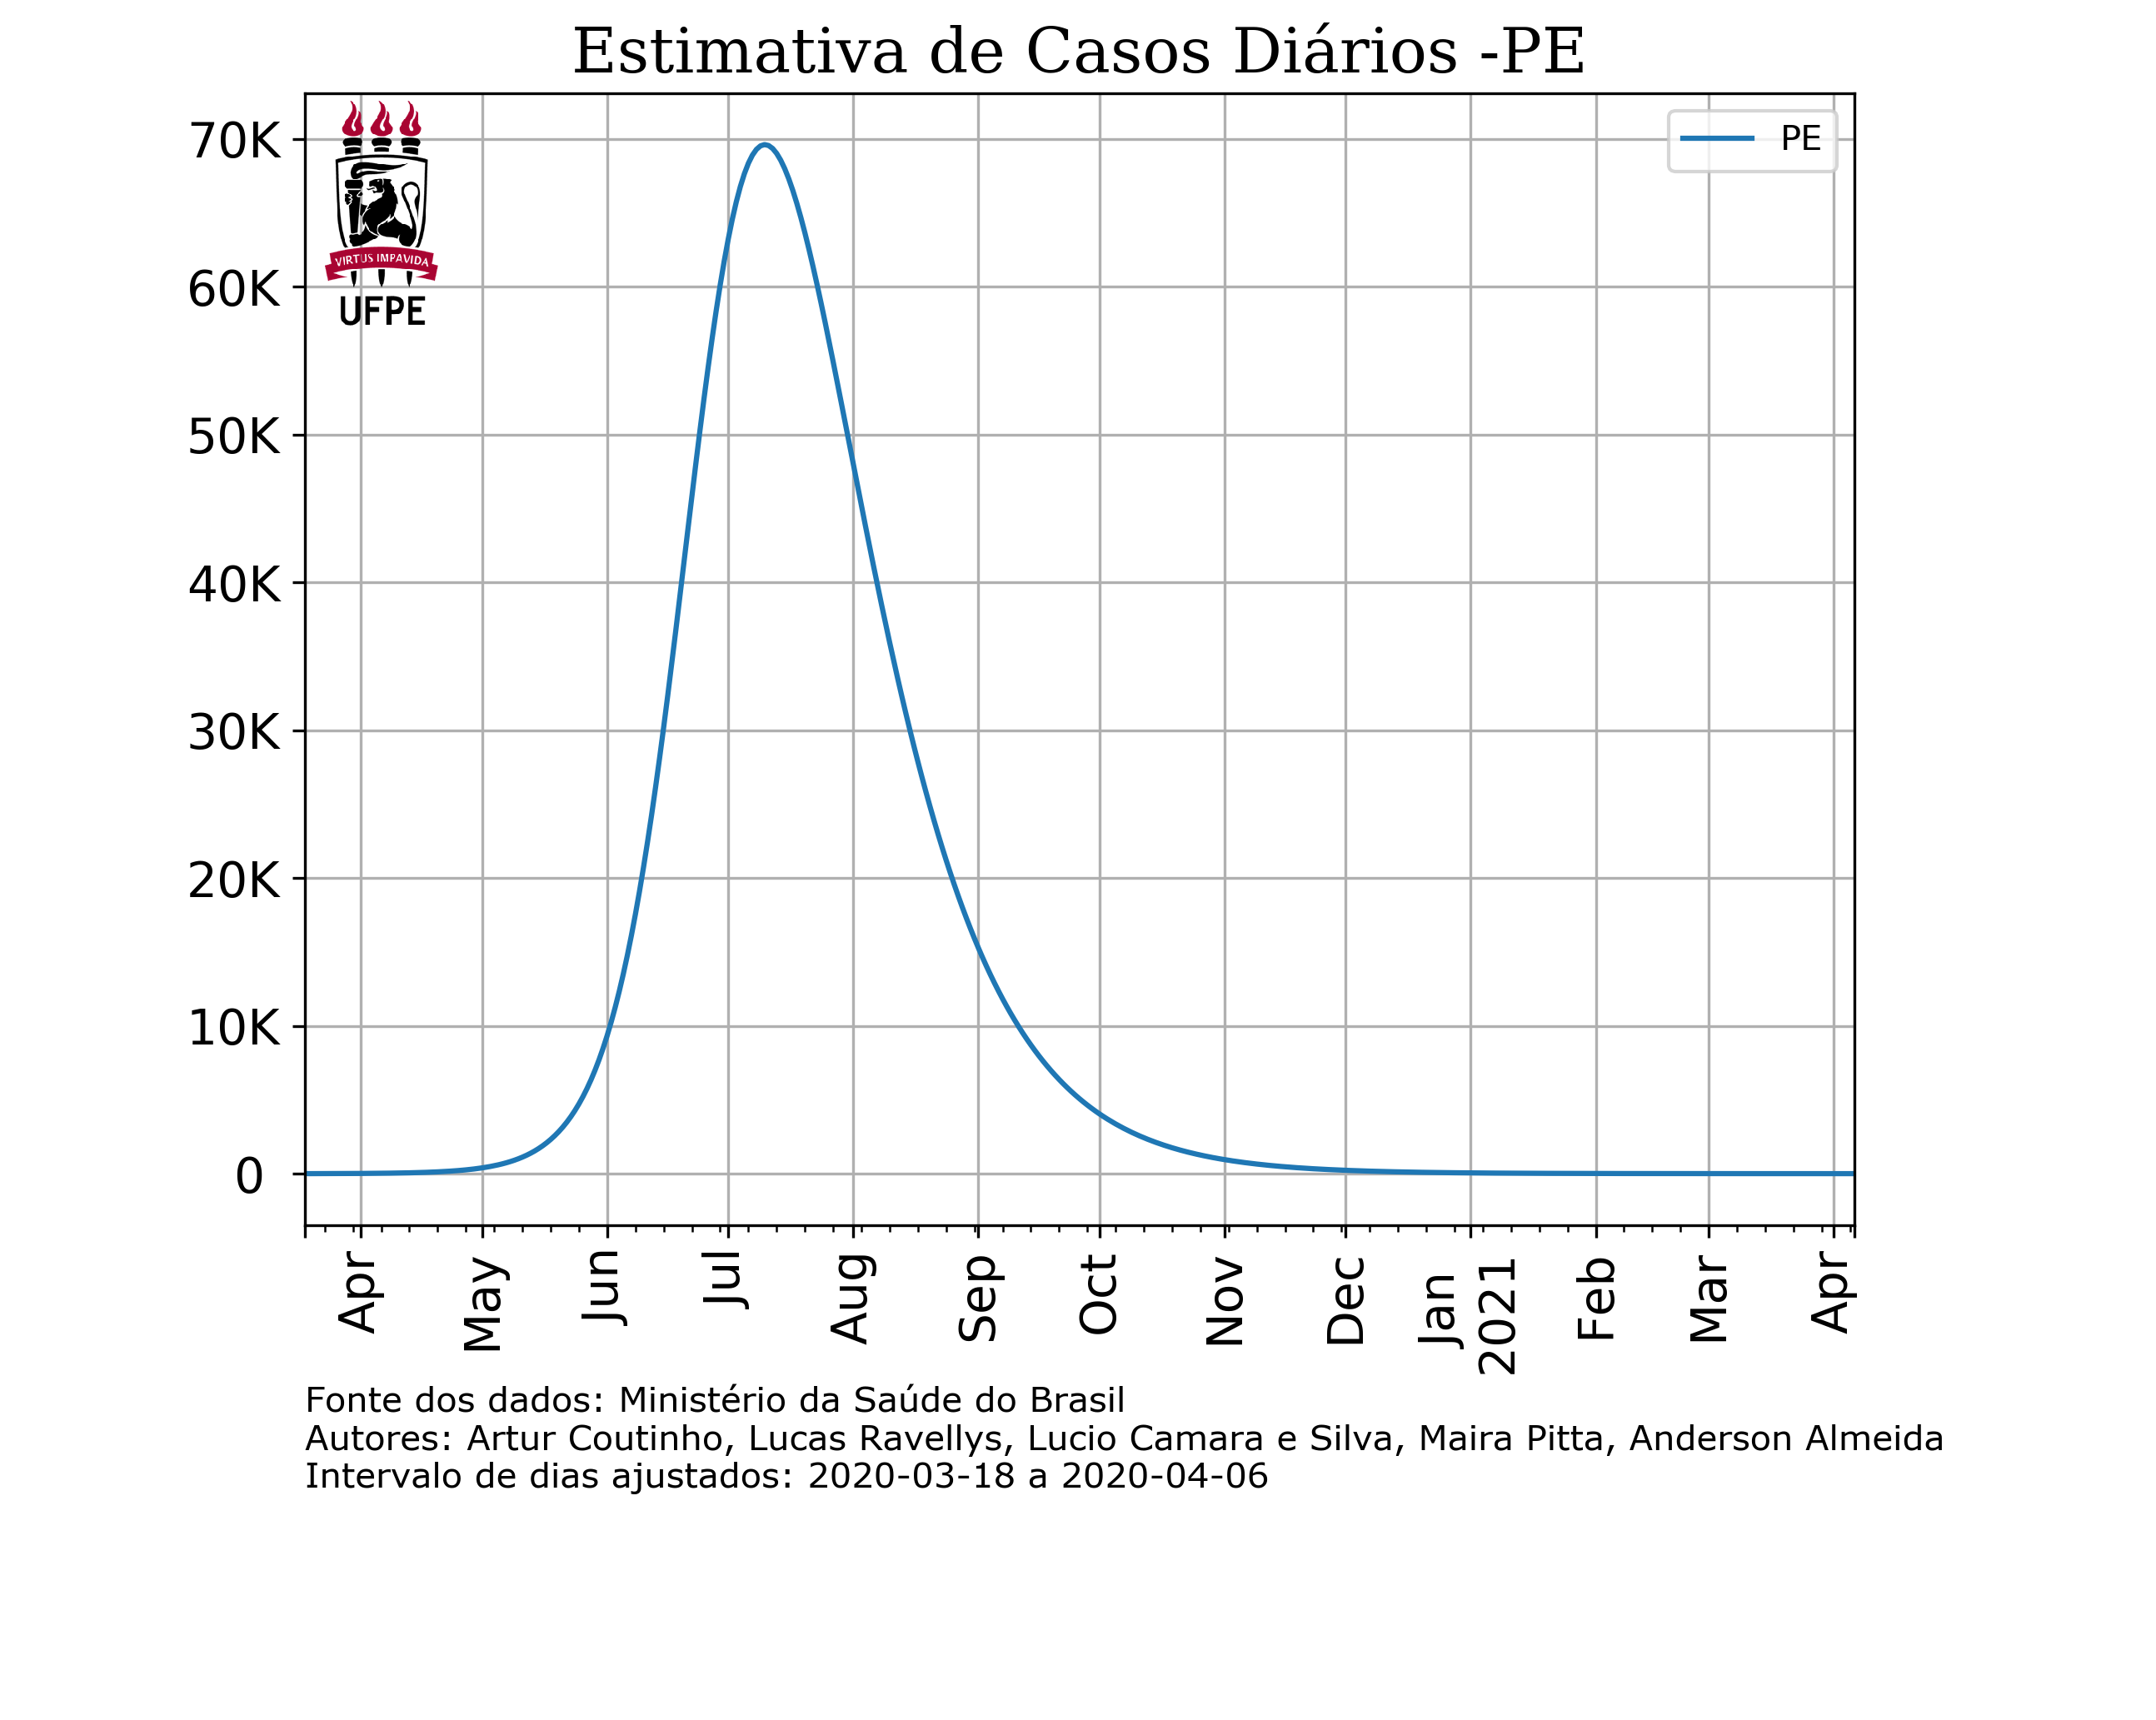 Estimativa de Casos Diários -PE
PE
70K
60K
50K
40K
30K
20K
10K
0
VIRTUS IMPAVIDA
UFPE
Apr
May
Jun
Jul
Aug
Sep
Oct
Nov
Dec
Jan
2021
Feb
Mar
Apr
Fonte dos dados: Ministério da Saúde do Brasil
Autores: Artur Coutinho, Lucas Ravellys, Lucio Camara e Silva, Maira Pitta, Anderson Almeida
Intervalo de dias ajustados: 2020-03-18 a 2020-04-06